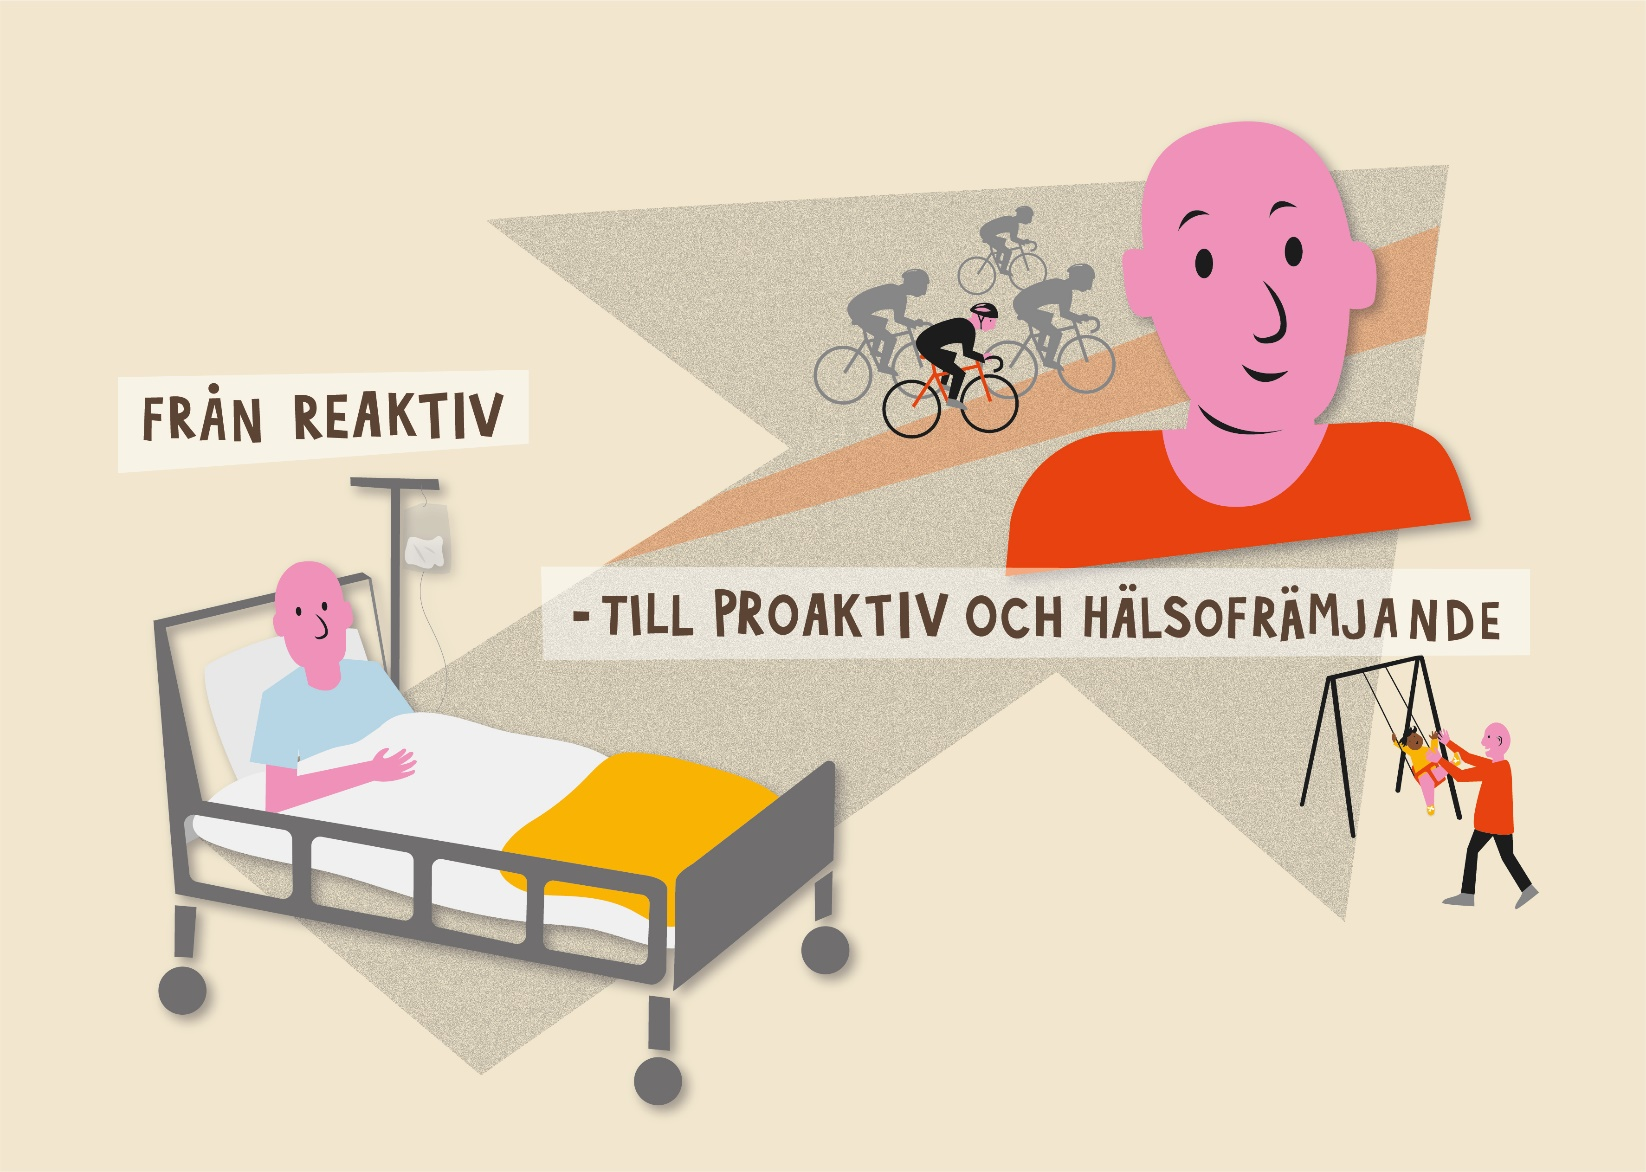 FRÅN REAKTIV
- TILL PROAKTIV OCH HÄLSOFRÄMJANDE